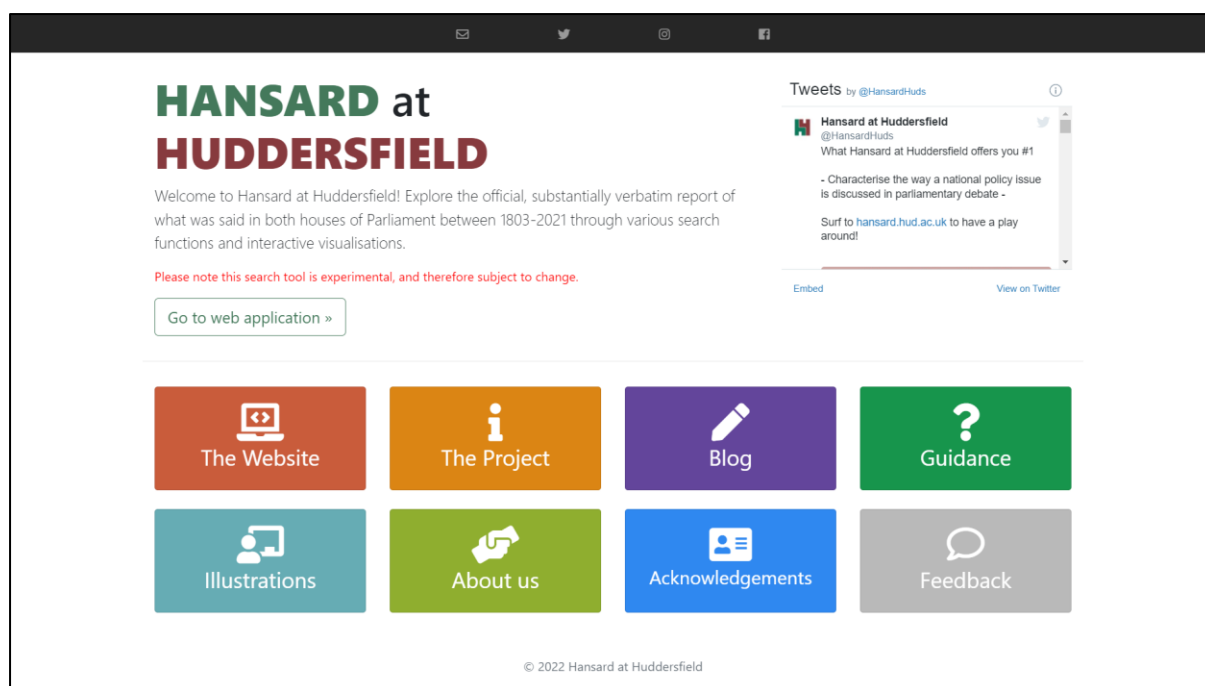 HANSARD at
HUDDERSFIELD
Welcome to Hansard at Huddersfield! Explore the official, substantially verbatim report of
what was said in both houses of Parliament between 1803-2021 through various search
functions and interactive visualisations.
Please note this search tool is experimental, and therefore subject to change.
Go to web application »
Tweets by @HansardHuds
Hansard at Huddersfield
@HansardHuds
What Hansard at Huddersfield offers you #1
- Characterise the way a national policy issue
is discussed in parliamentary debate -
Surf to hansard.hud.ac.uk to have a play
around!
Embed
View on Twitter
The Website
The Project
Blog
Guidance
Illustrations
About us
Acknowledgements
Feedback
© 2022 Hansard at Huddersfield